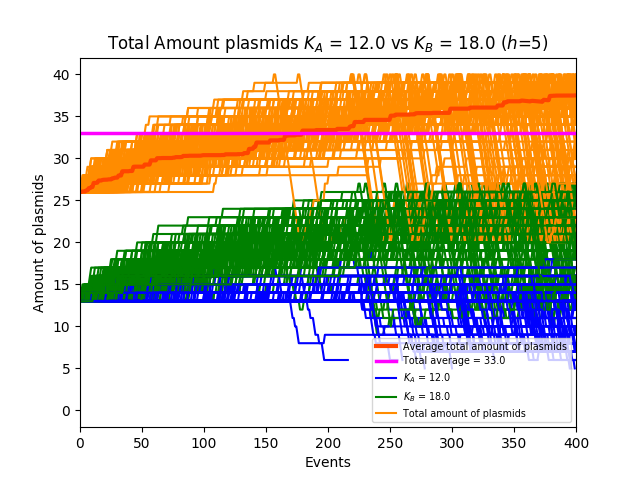 Total Amount plasmids K_A = 12.0 vs K_B = 18.0 (h=5)
40
35
30
25
20
15
10
5
0
Amount of plasmids
Average total amount of plasmids
Total average = 33.0
K_A = 12.0
K_B = 18.0
Total amount of plasmids
0 50 100 150 200 250 300 350 400
Events